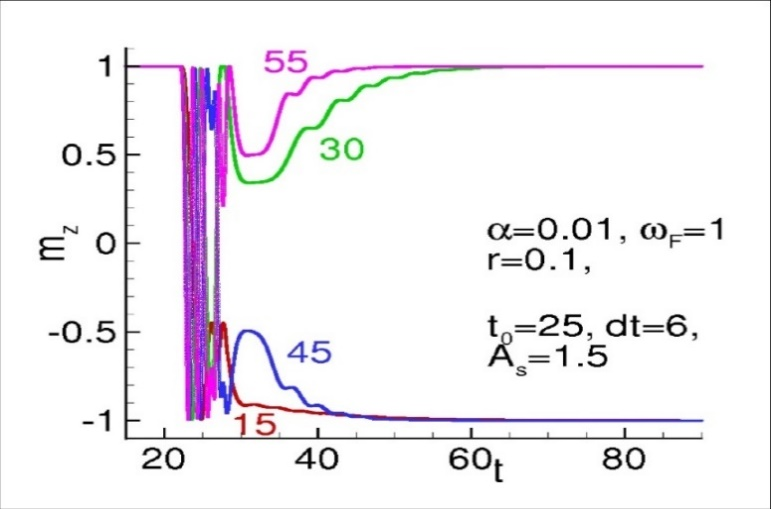 1
55
0.5
30
m_z
0
α=0.01, ω_F=1
r=0.1,
-0.5
45
t_0=25, dt=6,
A_s=1.5
-1
15
20 40 60 t 80